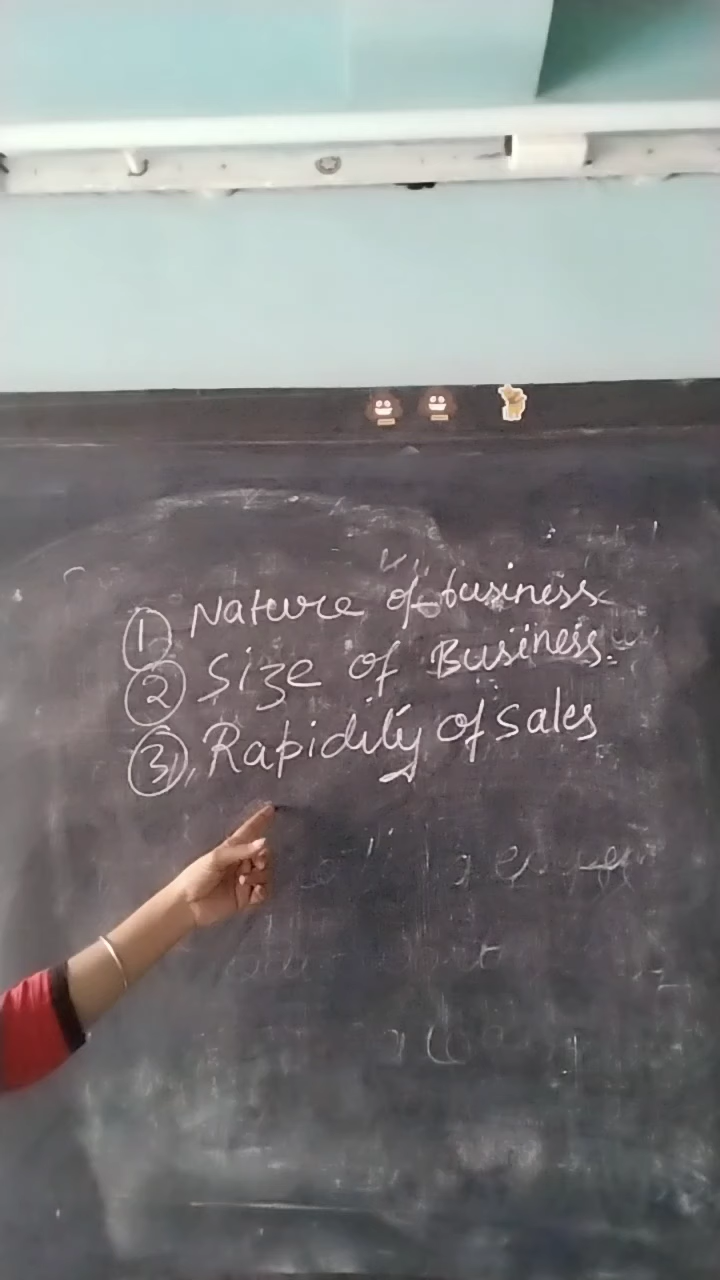 ① Nature of business
② Size of Business.
③ Rapidity of sales